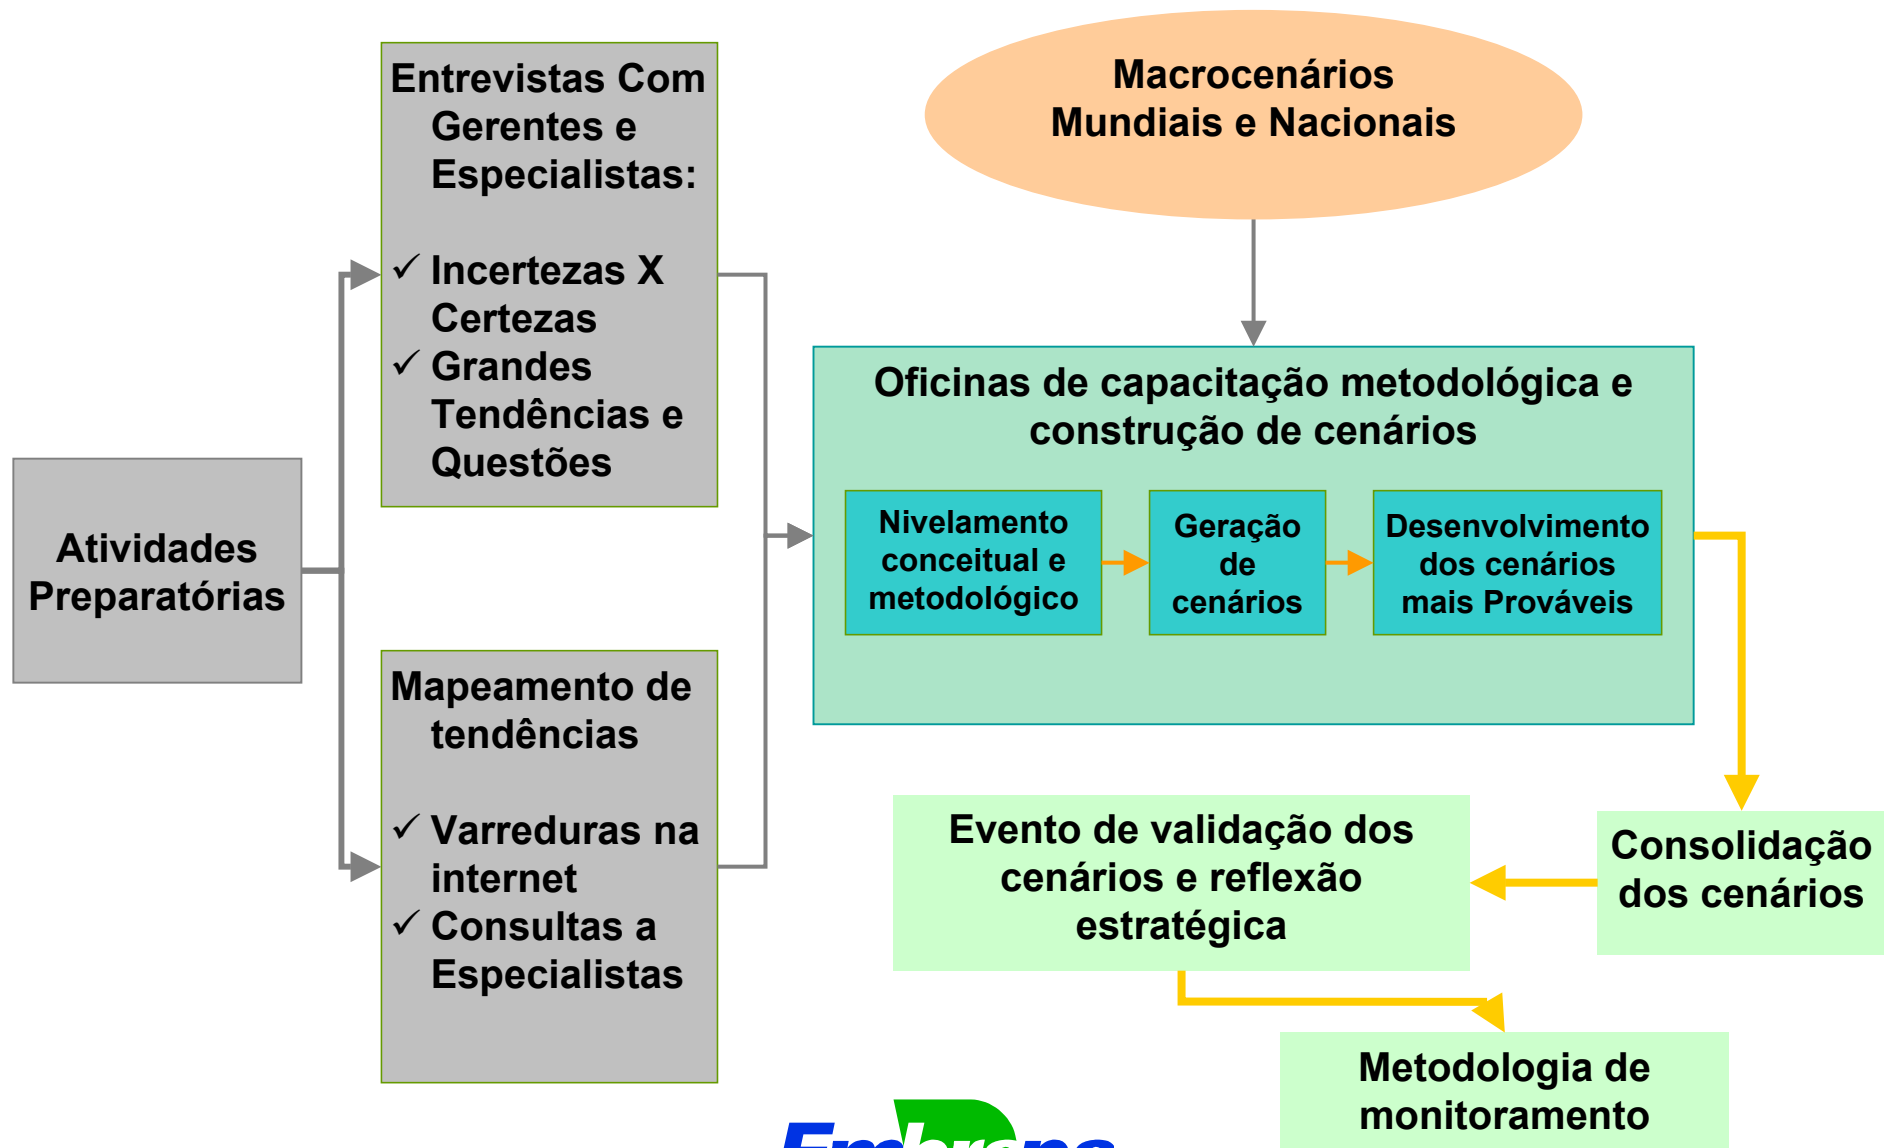 Entrevistas Com
Gerentes e
Especialistas:
✓ Incertezas X
Certezas
✓ Grandes
Tendências e
Questões
Macrocenários
Mundiais e Nacionais
Atividades
Preparatórias
Mapeamento de
tendências
✓ Varreduras na
internet
✓ Consultas a
Especialistas
Oficinas de capacitação metodológica e
construção de cenários
Nivelamento
conceitual e
metodológico
Geração
de
cenários
Desenvolvimento
dos cenários
mais Prováveis
Consolidação
dos cenários
Evento de validação dos
cenários e reflexão
estratégica
Metodologia de
monitoramento
Embrapa